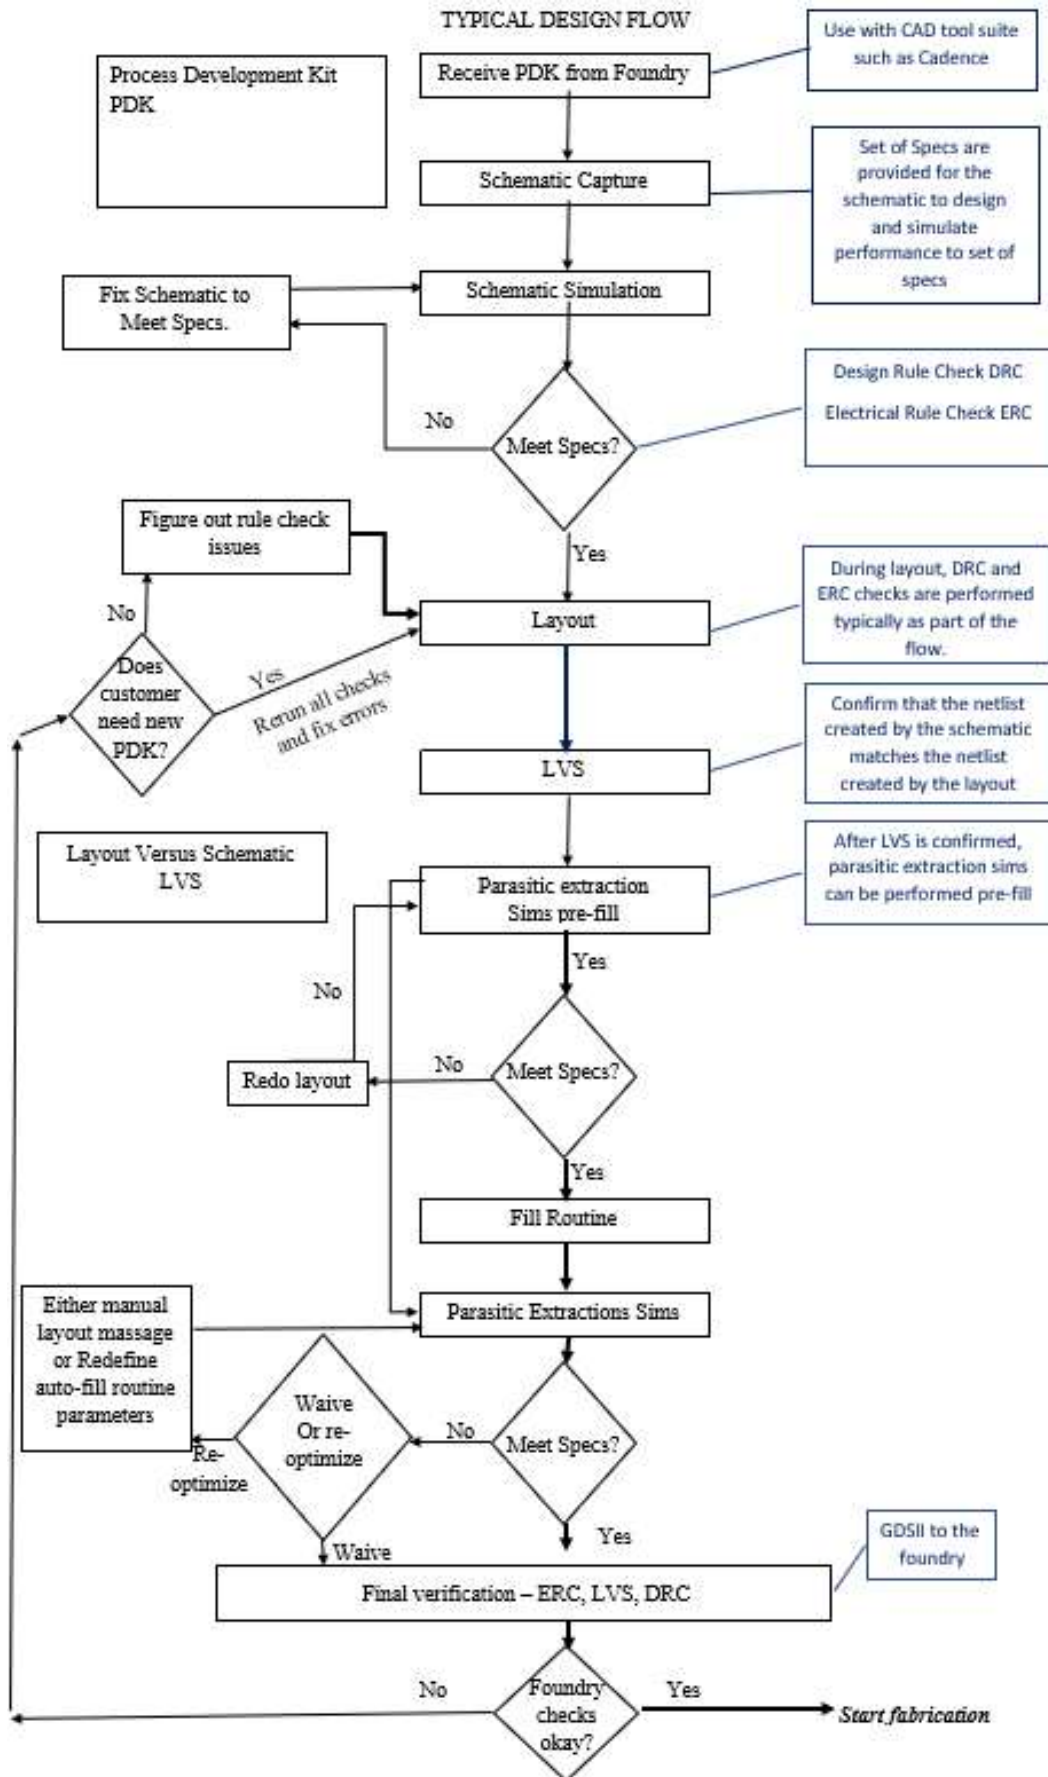 TYPICAL DESIGN FLOW
Process Development Kit
PDK
Receive PDK from Foundry
Use with CAD tool suite
such as Cadence
Schematic Capture
Set of Specs are
provided for the
schematic to design
and simulate
performance to set of
specs
Fix Schematic to
Meet Specs.
Schematic Simulation
Design Rule Check DRC
Electrical Rule Check ERC
No
Meet Specs?
Yes
Figure out rule check
issues
No
Layout
During layout, DRC and
ERC checks are performed
typically as part of the
flow.
Does
customer
need new
PDK?
Yes
Rerun all checks
and fix errors
LVS
Confirm that the netlist
created by the schematic
matches the netlist
created by the layout
Layout Versus Schematic
LVS
Parasitic extraction
Sims pre-fill
After LVS is confirmed,
parasitic extraction sims
can be performed pre-fill
Yes
No
Redo layout
No
Meet Specs?
Yes
Fill Routine
Parasitic Extractions Sims
Either manual
layout massage
or Redefine
auto-fill routine
parameters
Waive
Or re-
optimize
No
Meet Specs?
Re-
optimize
Waive
Yes
GDSII to the
foundry
Final verification – ERC, LVS, DRC
No
Foundry
checks
okay?
Yes
Start fabrication